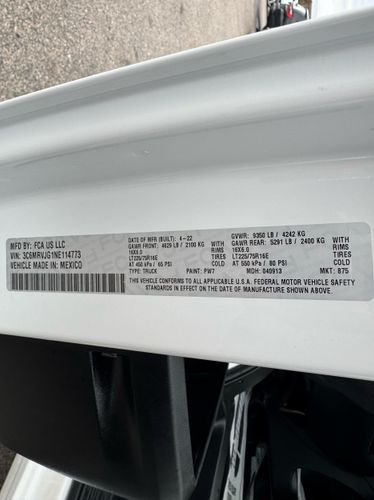 MFD BY: FCA US LLC
VIN: 3C6MRVJG1NE114773
VEHICLE MADE IN: MEXICO
DATE OF MFR (BUILT): 4-22
GAWR FRONT: 4629 LB / 2100 KG WITH
16X6.0 RIMS
LT225/75R16E TIRES
AT 450 kPa / 65 PSI COLD
TYPE: TRUCK PAINT: PW7
GVWR: 9350 LB / 4242 KG
GAWR REAR: 5291 LB / 2400 KG WITH
16X6.0 RIMS
LT225/75R16E TIRES
AT 550 kPa / 80 PSI COLD
MDH: 040913 MKT: 875
THIS VEHICLE CONFORMS TO ALL APPLICABLE U.S.A. FEDERAL MOTOR VEHICLE SAFETY
STANDARDS IN EFFECT ON THE DATE OF MANUFACTURE SHOWN ABOVE.